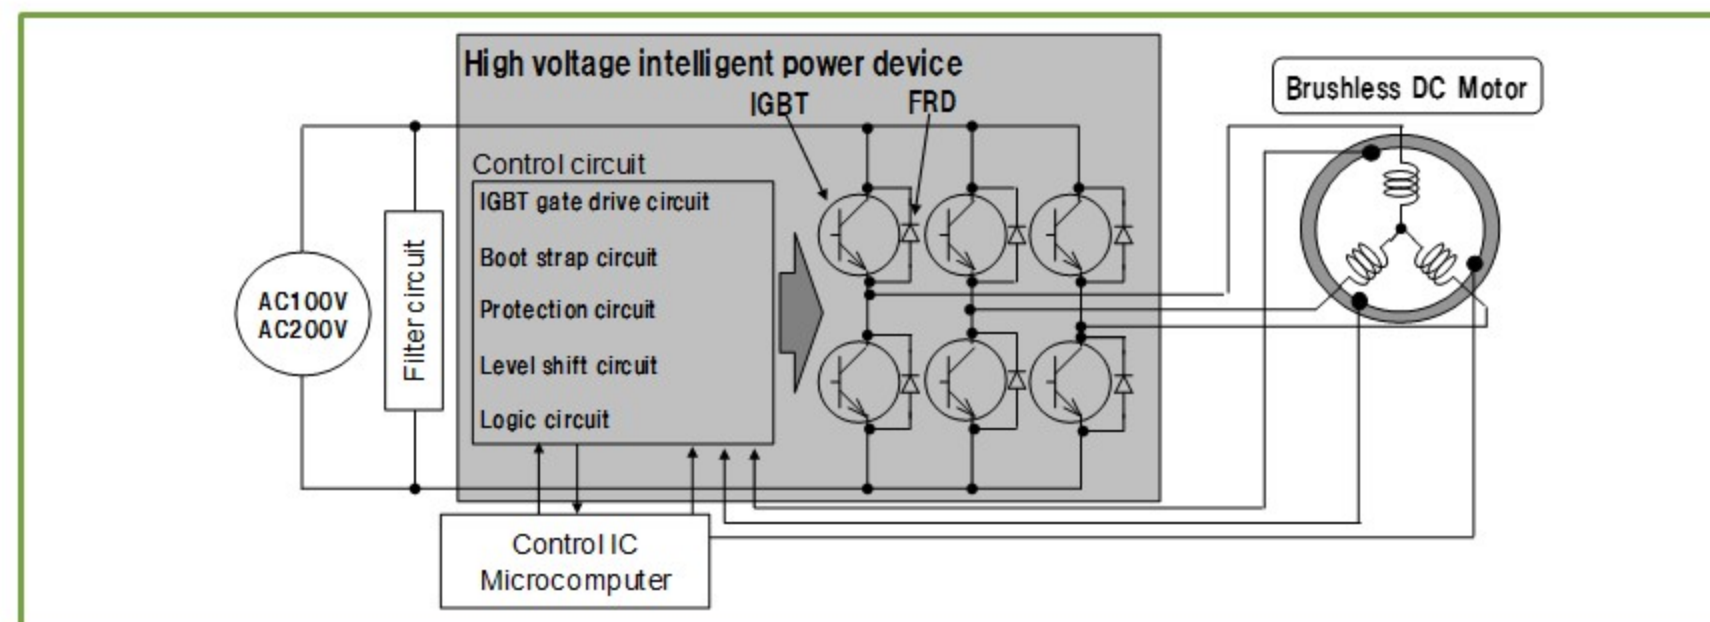 High voltage intelligent power device
IGBT
FRD
Brushless DC Motor
Control circuit
IGBT gate drive circuit
Boot strap circuit
Protection circuit
Level shift circuit
Logic circuit
AC100V
AC200V
Filter circuit
Control IC
Microcomputer